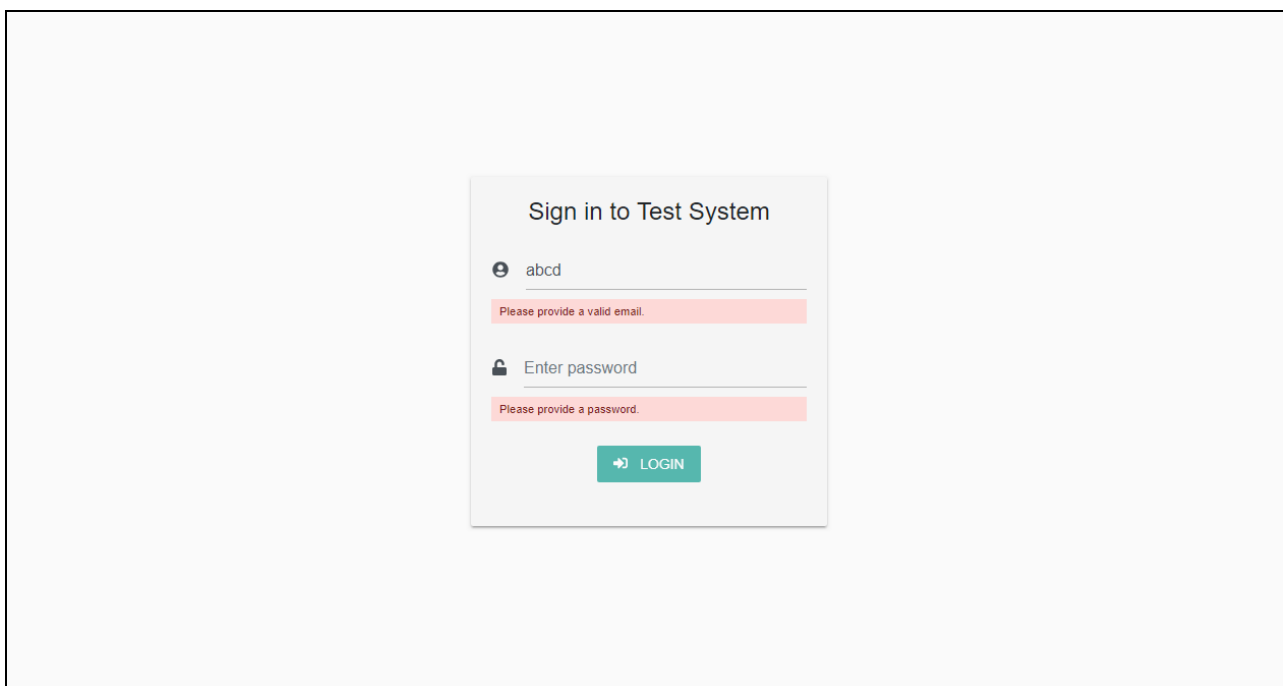 Sign in to Test System
abcd
Please provide a valid email.
Enter password
Please provide a password.
LOGIN